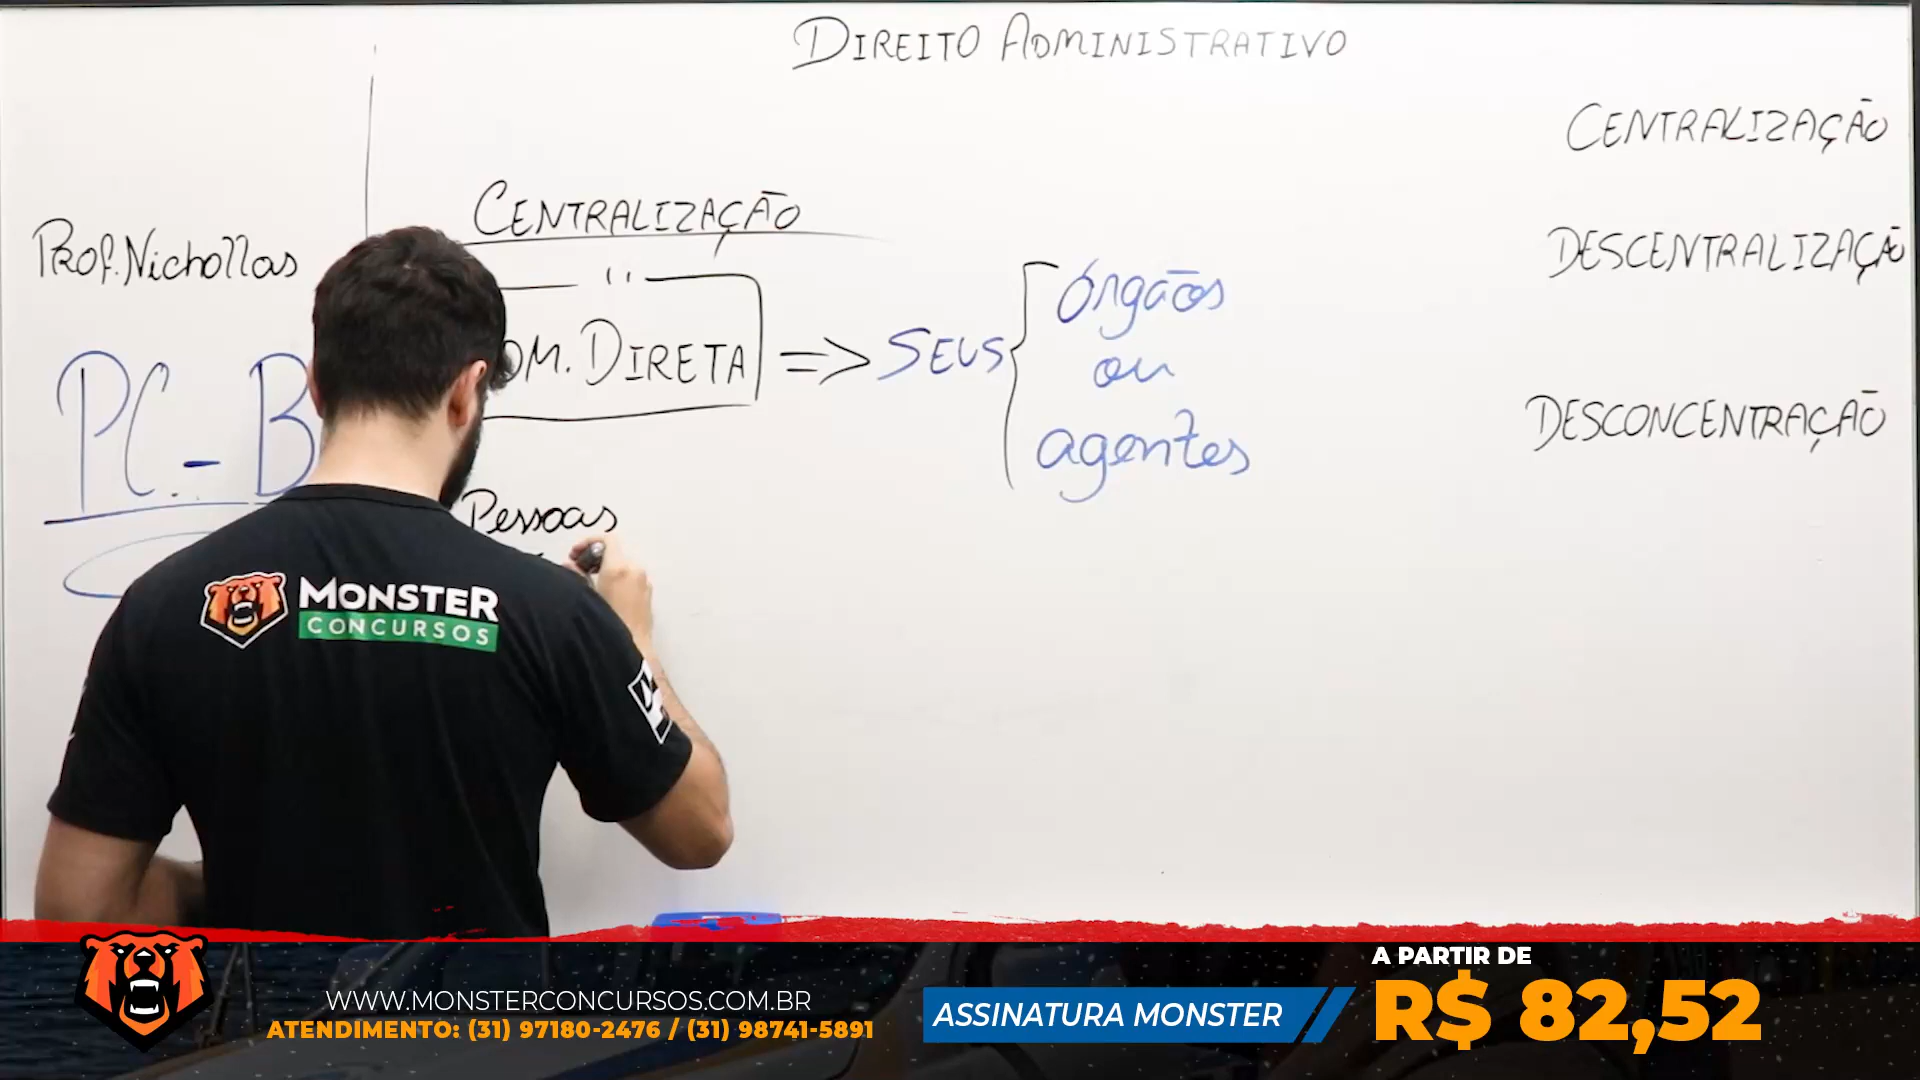 DIREITO ADMINISTRATIVO
CENTRALIZAÇÃO
DESCENTRALIZAÇÃO
DESCONCENTRAÇÃO
Prof. Nichollas
PC-B
CENTRALIZAÇÃO
DM. DIRETA => SEUS
órgãos
ou
agentes
Pessoas
MONSTER
CONCURSOS
WWW.MONSTERCONCURSOS.COM.BR
ATENDIMENTO: (31) 97180-2476 / (31) 98741-5891
ASSINATURA MONSTER
A PARTIR DE
R$ 82,52